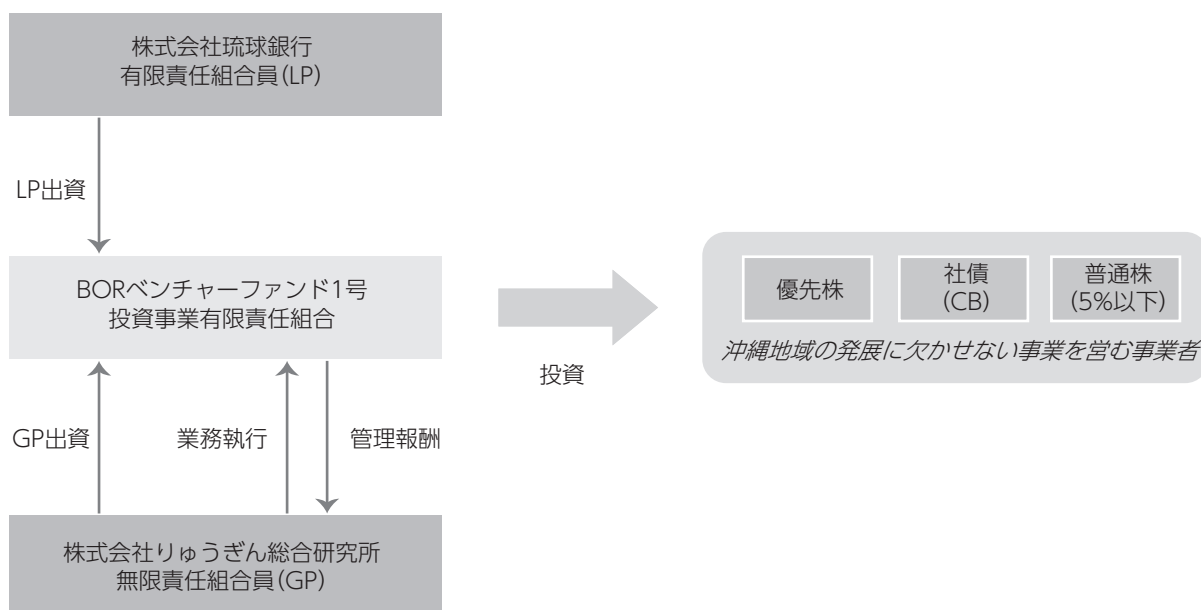 株式会社琉球銀行
有限責任組合員(LP)
LP出資
BORベンチャーファンド1号
投資事業有限責任組合
投資
優先株
社債
(CB)
普通株
(5%以下)
沖縄地域の発展に欠かせない事業を営む事業者
GP出資
業務執行
管理報酬
株式会社りゅうぎん総合研究所
無限責任組合員(GP)